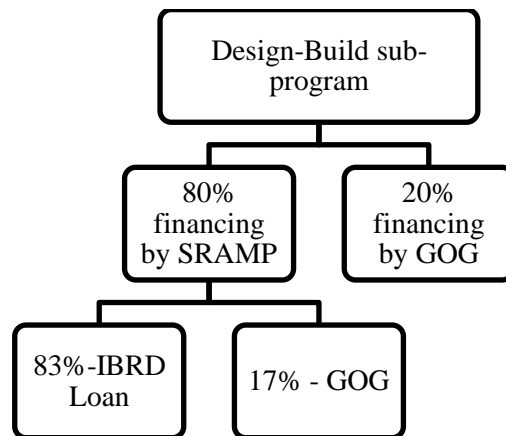 Design-Build sub-
program
80%
financing
by SRAMP
20%
financing
by GOG
83%-IBRD
Loan
17% - GOG